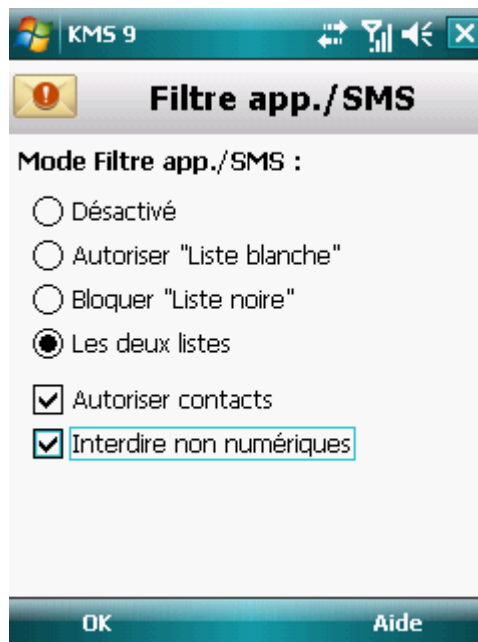 KMS 9
Filtre app./SMS
Mode Filtre app./SMS :
Désactivé
Autoriser "Liste blanche"
Bloquer "Liste noire"
Les deux listes
Autoriser contacts
Interdire non numériques
OK Aide